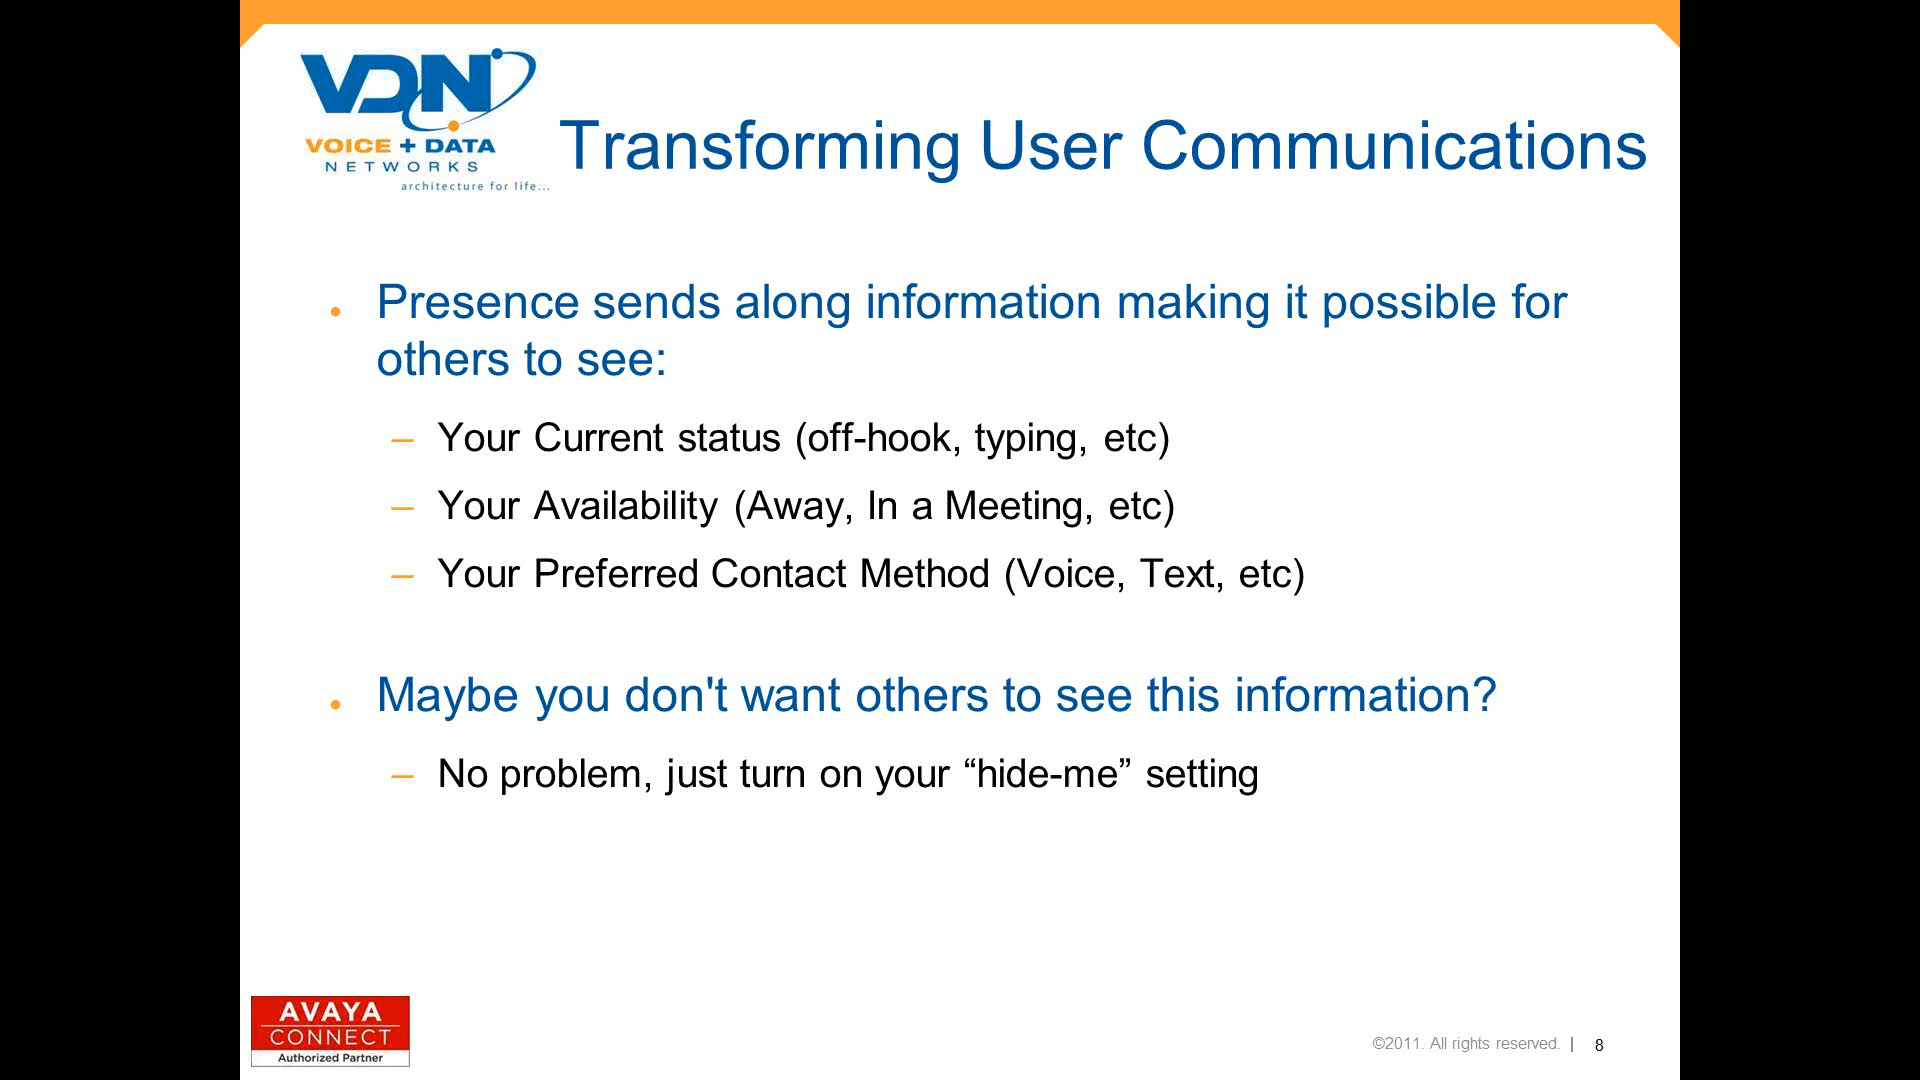 VDN
VOICE + DATA
NETWORKS
architecture for life...
Transforming User Communications
• Presence sends along information making it possible for
others to see:
– Your Current status (off-hook, typing, etc)
– Your Availability (Away, In a Meeting, etc)
– Your Preferred Contact Method (Voice, Text, etc)
• Maybe you don't want others to see this information?
– No problem, just turn on your “hide-me” setting
AVAYA
CONNECT
Authorized Partner
©2011. All rights reserved. | 8